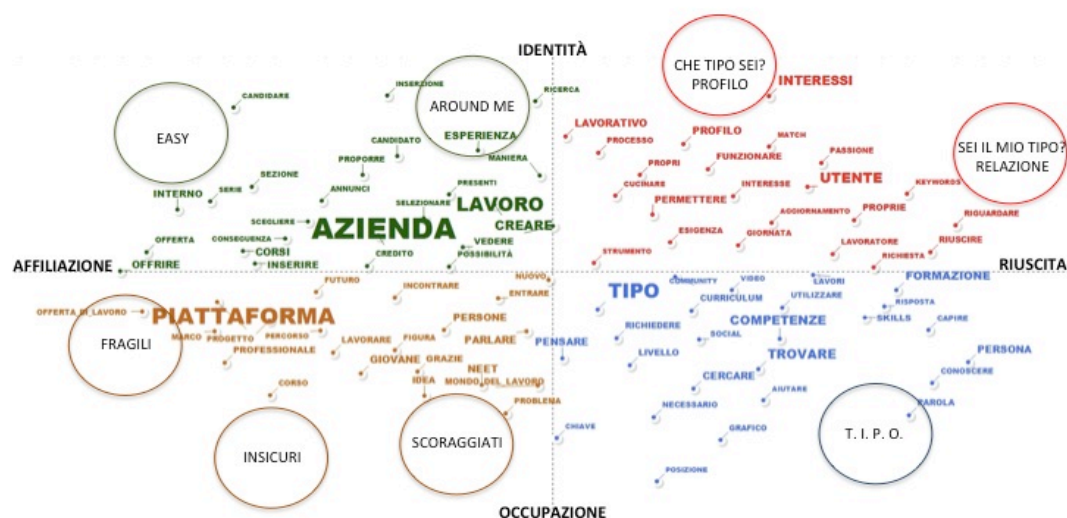 IDENTITÀ
CHE TIPO SEI?
PROFILO
INTERESSI
INSERZIONE
CANDIDARE
RICERCA
AROUND ME
EASY
LAVORATIVO
PROCESSO
PROFILO
MATCH
ESPERIENZA
CANDIDATO
MANIERA
PROPORRE
PROPRI
FUNZIONARE
PASSIONE
SEI IL MIO TIPO?
RELAZIONE
UTENTE
CUCINARE
INTERESSE
KEYWORDS
SEZIONE
SERIE
INTERNO
ANNUNCI
PRESENTI
SELEZIONARE
LAVORO
PERMETTERE
AGGIORNAMENTO
PROPRIE
RIGUARDARE
SCEGLIERE
AZIENDA
CREARE
ESIGENZA
GIORNATA
CONSEGUENZA
OFFERTA
CORSI
CREDITO
VEDERE
POSSIBILITÀ
STRUMENTO
LAVORATORE
RIUSCIRE
RICHIESTA
AFFILIAZIONE
OFFRIRE
INSERIRE
RIUSCITA
NUOVO
FUTURO
INCONTRARE
ENTRARE
TIPO
COMMUNITY
VIDEO
LAVORI
FORMAZIONE
CURRICULUM
UTILIZZARE
RISPOSTA
OFFERTA DI LAVORO
PIATTAFORMA
MARCO
PROGETTO
PERCORSO
PERSONE
PARLARE
COMPETENZE
SKILLS
CAPIRE
FRAGILI
PROFESSIONALE
LAVORARE
FIGURA
PENSARE
RICHIEDERE
SOCIAL
LIVELLO
TROVARE
PERSONA
GIOVANE
GRAZIE
NEET
IDEA
MONDO_DEL_LAVORO
CORSO
CERCARE
AIUTARE
CONOSCERE
PROBLEMA
NECESSARIO
PAROLA
CHIAVE
GRAFICO
INSICURI
SCORAGGIATI
T. I. P. O.
POSIZIONE
OCCUPAZIONE